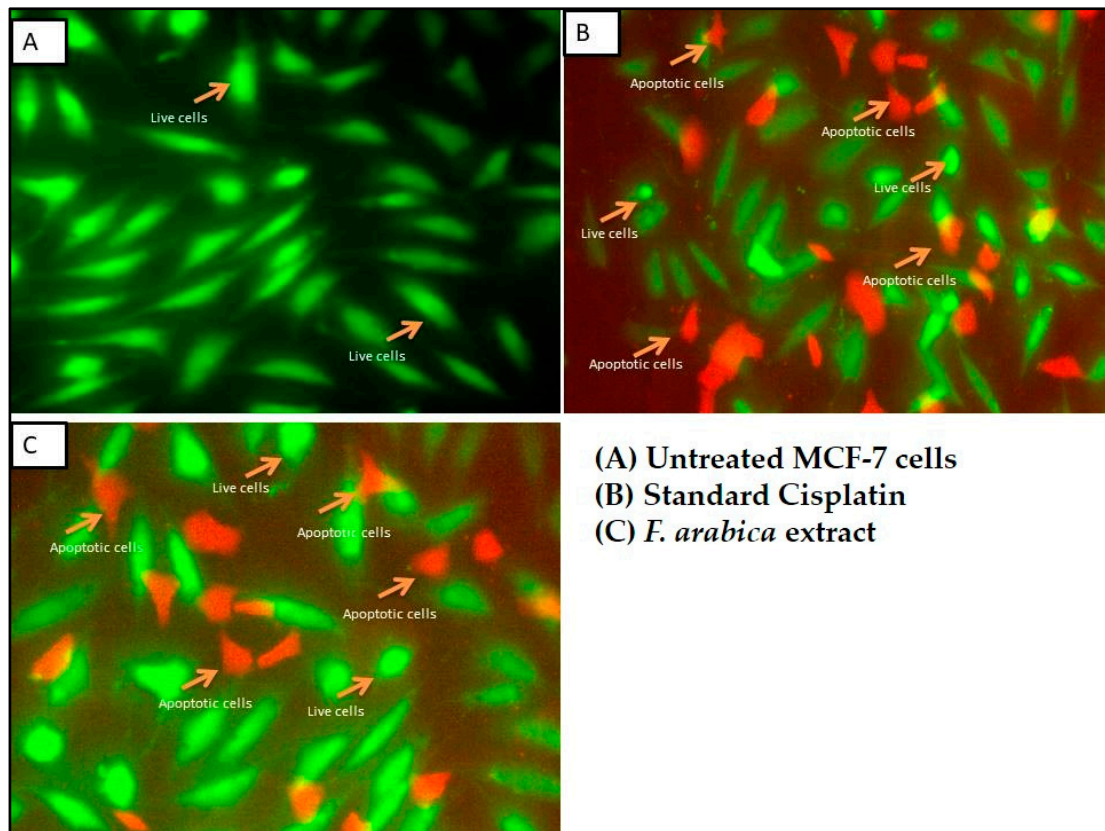 A
Live cells
Live cells
B
Apoptotic cells
Apoptotic cells
Live cells
Live cells
Apoptotic cells
Apoptotic cells
C
Live cells
Apoptotic cells
Apoptotic cells
Apoptotic cells
Apoptotic cells
Live cells
(A) Untreated MCF-7 cells
(B) Standard Cisplatin
(C) F. arabica extract